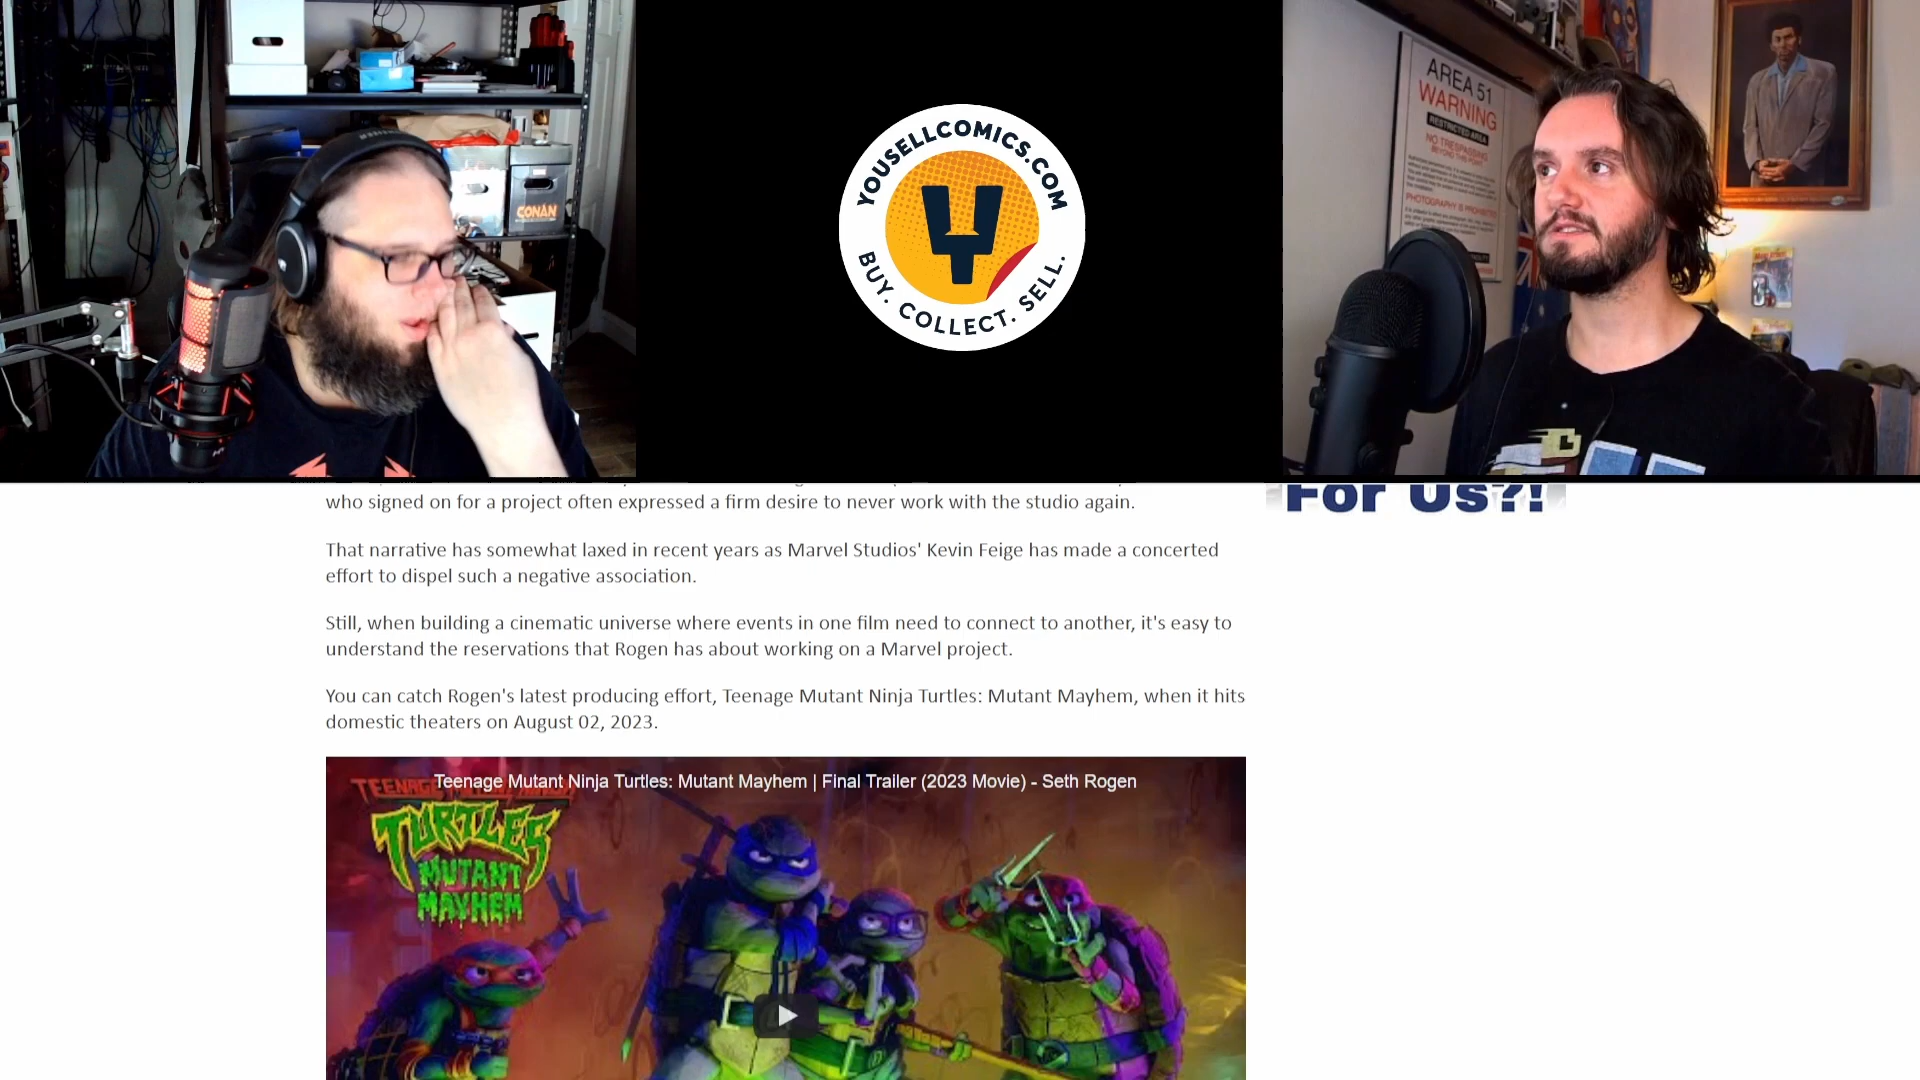 YOUSELLCOMICS.COM
BUY. COLLECT. SELL.
CONAN
AREA 51
WARNING
RESTRICTED AREA
NO TRESPASSING
BEYOND THIS POINT
PHOTOGRAPHY IS PROHIBITED
For Us?!
who signed on for a project often expressed a firm desire to never work with the studio again.
That narrative has somewhat laxed in recent years as Marvel Studios' Kevin Feige has made a concerted
effort to dispel such a negative association.
Still, when building a cinematic universe where events in one film need to connect to another, it's easy to
understand the reservations that Rogen has about working on a Marvel project.
You can catch Rogen's latest producing effort, Teenage Mutant Ninja Turtles: Mutant Mayhem, when it hits
domestic theaters on August 02, 2023.
Teenage Mutant Ninja Turtles: Mutant Mayhem | Final Trailer (2023 Movie) - Seth Rogen
TURTLES
MUTANT
MAYHEM